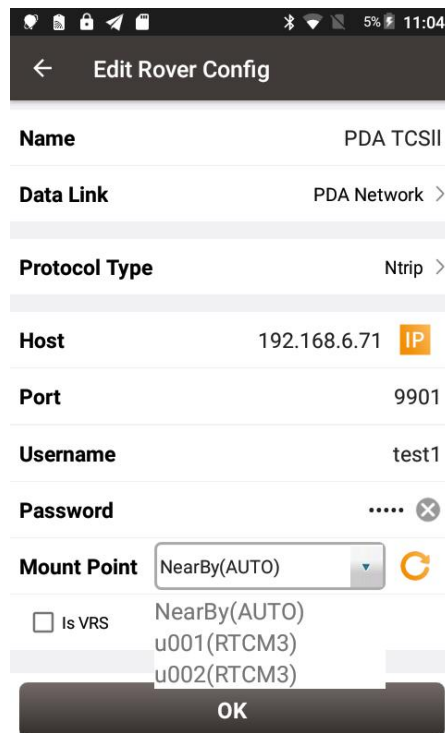 5% 11:04
Edit Rover Config
Name PDA TCSII
Data Link PDA Network >
Protocol Type Ntrip >
Host 192.168.6.71 IP
Port 9901
Username test1
Password •••••
Mount Point NearBy(AUTO)
Is VRS NearBy(AUTO)
u001(RTCM3)
u002(RTCM3)
OK